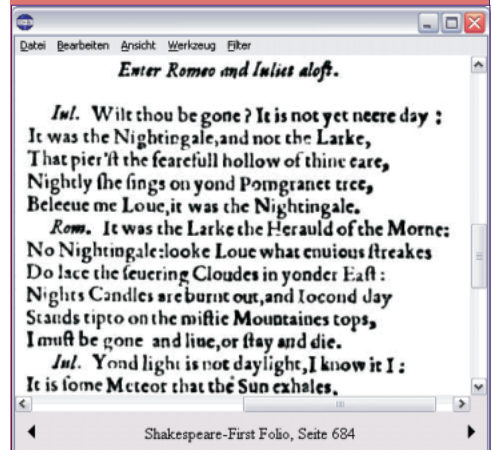 Datei Bearbeiten Ansicht Werkzeug Filter
Enter Romeo and Iuliet aloft.
Iul. Wilt thou be gone? It is not yet neere day :
It was the Nightingale,and not the Larke,
That pier'ſt the fearefull hollow of thine eare,
Nightly ſhe ſings on yond Pomgranet tree,
Beleeue me Loue,it was the Nightingale.
Rom. It was the Larke the Herauld of the Morne:
No Nightingale:looke Loue what enuious ſtreakes
Do lace the ſeuering Cloudes in yonder Eaſt :
Nights Candles are burnt out,and Iocond day
Stands tipto on the miſtie Mountaines tops,
I muſt be gone and liue,or ſtay and die.
Iul. Yond light is not daylight,I know it I :
It is ſome Meteor that the Sun exhales,
Shakespeare-First Folio, Seite 684